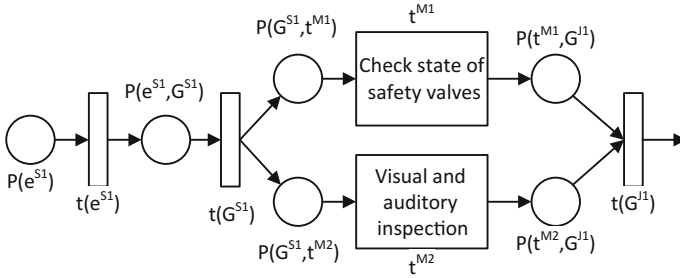 t^{M1}
P(G^{S1},t^{M1})
P(t^{M1},G^{J1})
Check state of
safety valves
P(e^{S1},G^{S1})
P(e^{S1})
t(e^{S1})
t(G^{S1})
Visual and
auditory
inspection
t(G^{J1})
P(G^{S1},t^{M2})
t^{M2}
P(t^{M2},G^{J1})